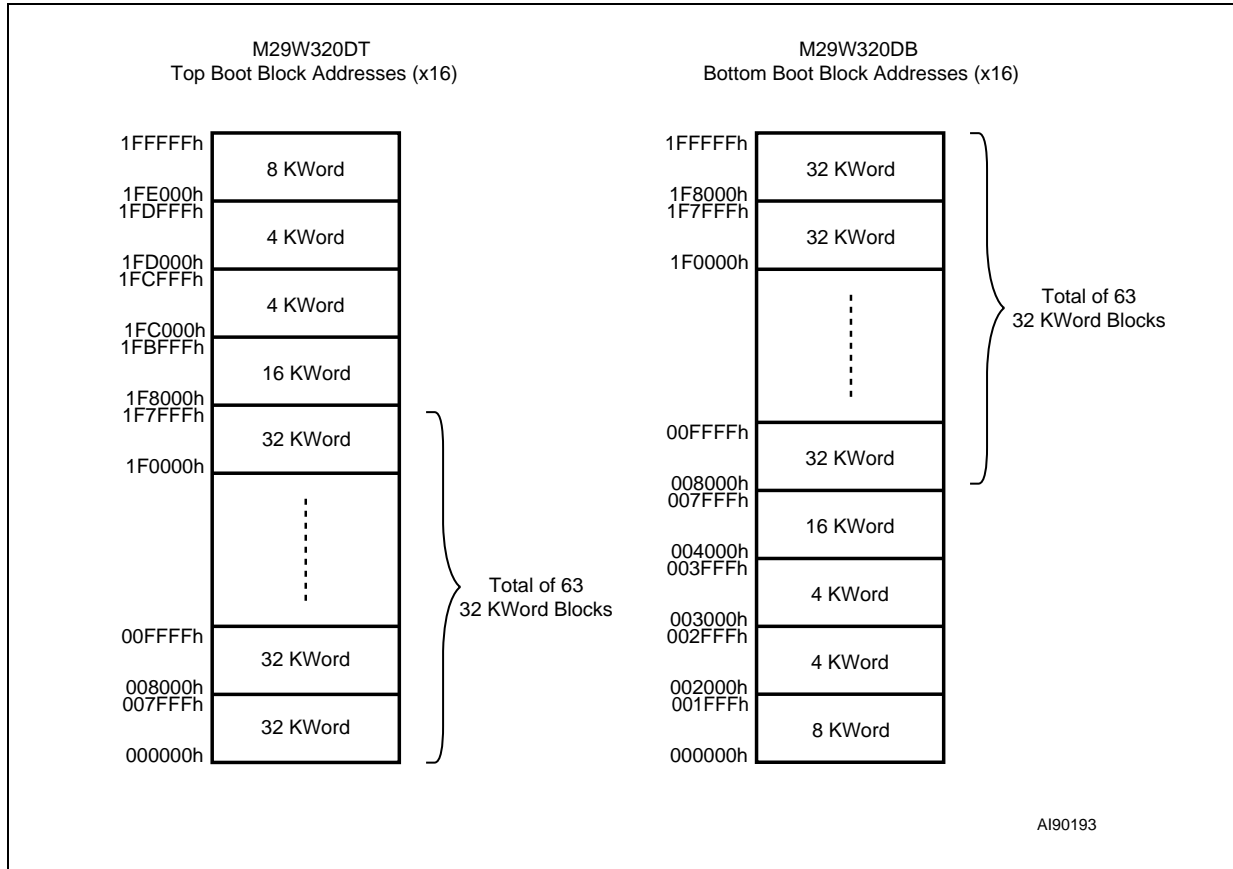 M29W320DT
Top Boot Block Addresses (x16)
1FFFFFh
8 KWord
1FE000h
1FDFFFh
4 KWord
1FD000h
1FCFFFh
4 KWord
1FC000h
1FBFFFh
16 KWord
1F8000h
1F7FFFh
32 KWord
1F0000h
Total of 63
32 KWord Blocks
00FFFFh
32 KWord
008000h
007FFFh
32 KWord
000000h
M29W320DB
Bottom Boot Block Addresses (x16)
1FFFFFh
32 KWord
1F8000h
1F7FFFh
32 KWord
1F0000h
Total of 63
32 KWord Blocks
00FFFFh
32 KWord
008000h
007FFFh
16 KWord
004000h
003FFFh
4 KWord
003000h
002FFFh
4 KWord
002000h
001FFFh
8 KWord
000000h
AI90193